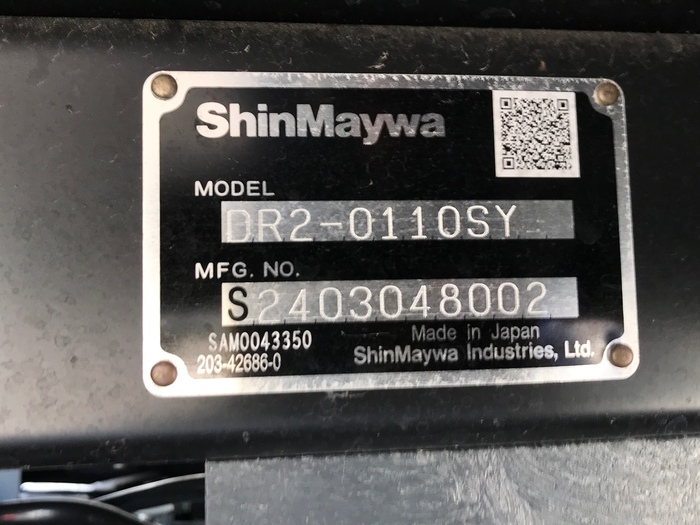 ShinMaywa
MODEL
DR2-0110SY
MFG. NO.
S2403048002
SAM0043350
Made in Japan
203-42686-0
ShinMaywa Industries, Ltd.